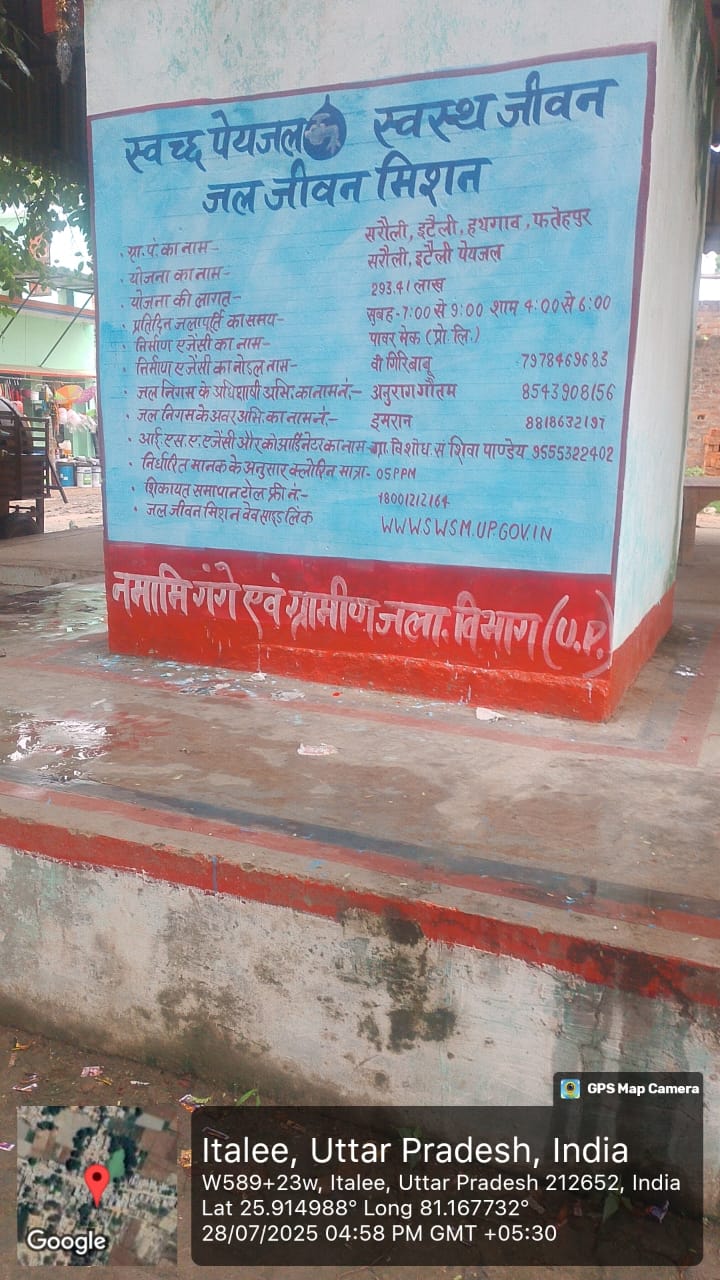 स्वच्छ पेयजल स्वस्थ जीवन
जल जीवन मिशन
ग्रा.पं. का नाम- सरौली, इटैली, हथगाव, फतेहपुर
योजना का नाम- सरौली, इटैली पेयजल
योजना की लागत- 293.41 लाख
प्रतिदिन जलापूर्ति का समय- सुबह-7:00 से 9:00 शाम 4:00 से 6:00
निर्माण एजेंसी का नाम- पावर मेक (प्रो. लि.)
निर्माण एजेंसी का नोडल नाम- वी गिरिबाबू 7978469683
जल निगम के अधिशाषी अभि. का नाम नं:- अनुराग गौतम 8543908156
जल निगम के अवर अभि. का नाम नं:- इमरान 8818632197
आई.एस.ए. एजेंसी और कोआर्डिनेटर का नाम- ग्रा. वि शोध. सं शिवा पाण्डेय 9555322402
निर्धारित मानक के अनुसार क्लोरिन मात्रा- 05PPM
शिकायत समाधान टोल फ्री नं:- 18001212164
जल जीवन मिशन वेबसाइड लिंक WWW.SWSM.UP.GOV.IN
नमामि गंगे एवं ग्रामीण जला. विभाग (U.P.)
GPS Map Camera
Italee, Uttar Pradesh, India
W589+23w, Italee, Uttar Pradesh 212652, India
Lat 25.914988° Long 81.167732°
28/07/2025 04:58 PM GMT +05:30
Google